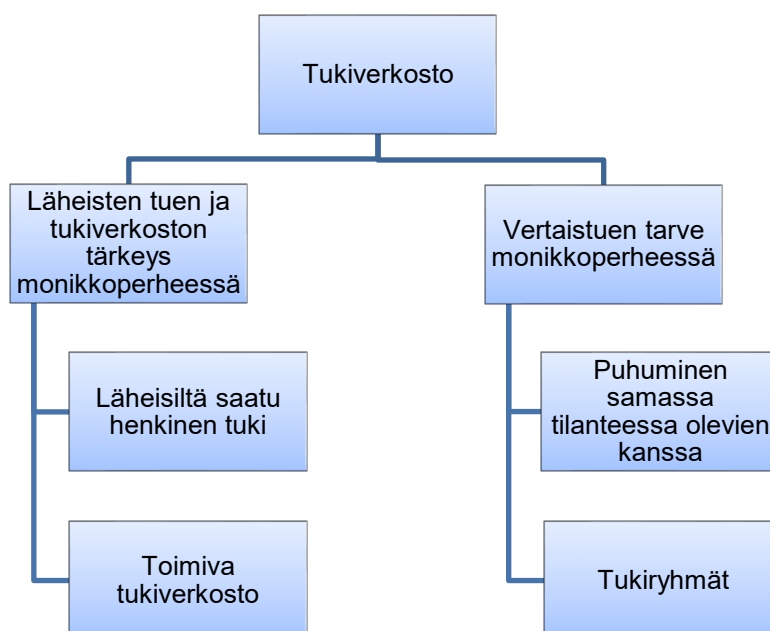 Tukiverkosto
Läheisten tuen ja
tukiverkoston
tärkeys
monikkoperheessä
Läheisiltä saatu
henkinen tuki
Toimiva
tukiverkosto
Vertaistuen tarve
monikkoperheessä
Puhuminen
samassa
tilanteessa olevien
kanssa
Tukiryhmät